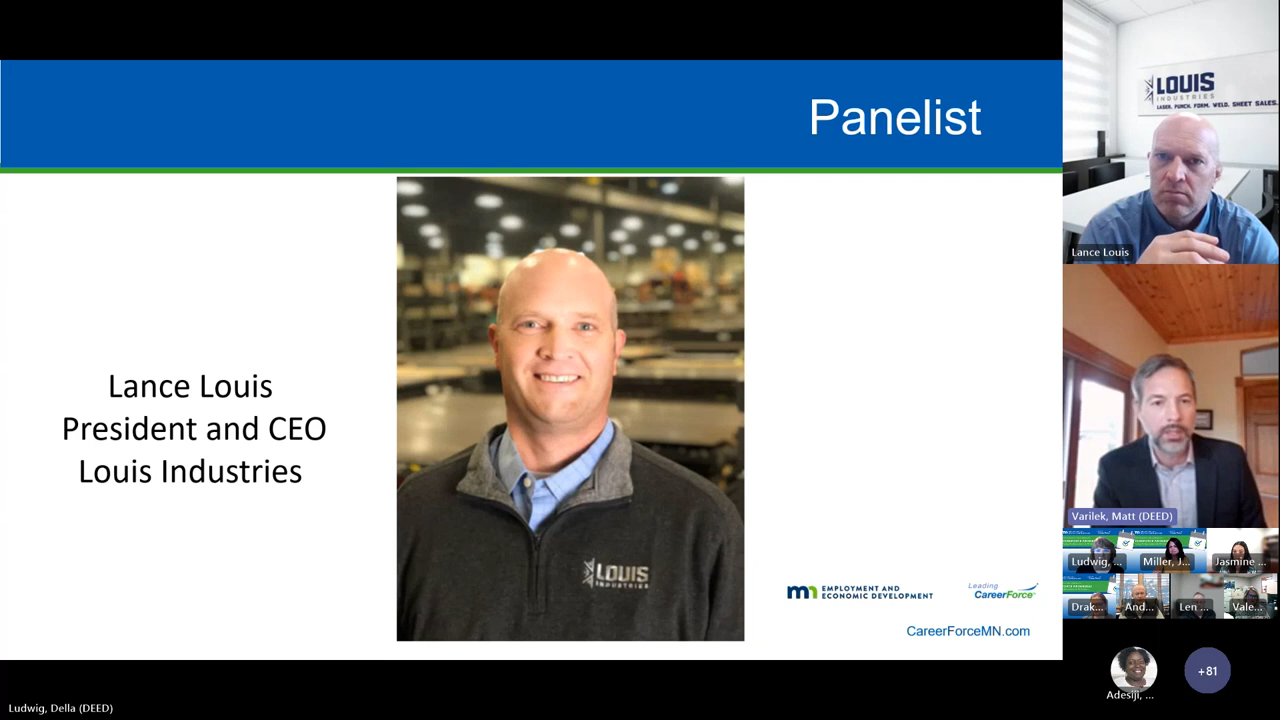 Panelist
Lance Louis
President and CEO
Louis Industries
LOUIS
INDUSTRIES
mn EMPLOYMENT AND
ECONOMIC DEVELOPMENT
Leading
CareerForce
CareerForceMN.com
LOUIS
INDUSTRIES
LASER. PUNCH. FORM. WELD. SHEET SALES.
Lance Louis
Varilek, Matt (DEED)
Ludwig, ...
Miller, J...
Jasmine ...
Drak...
And...
Len ...
Vale...
Adesiji, ...
+81
Ludwig, Della (DEED)